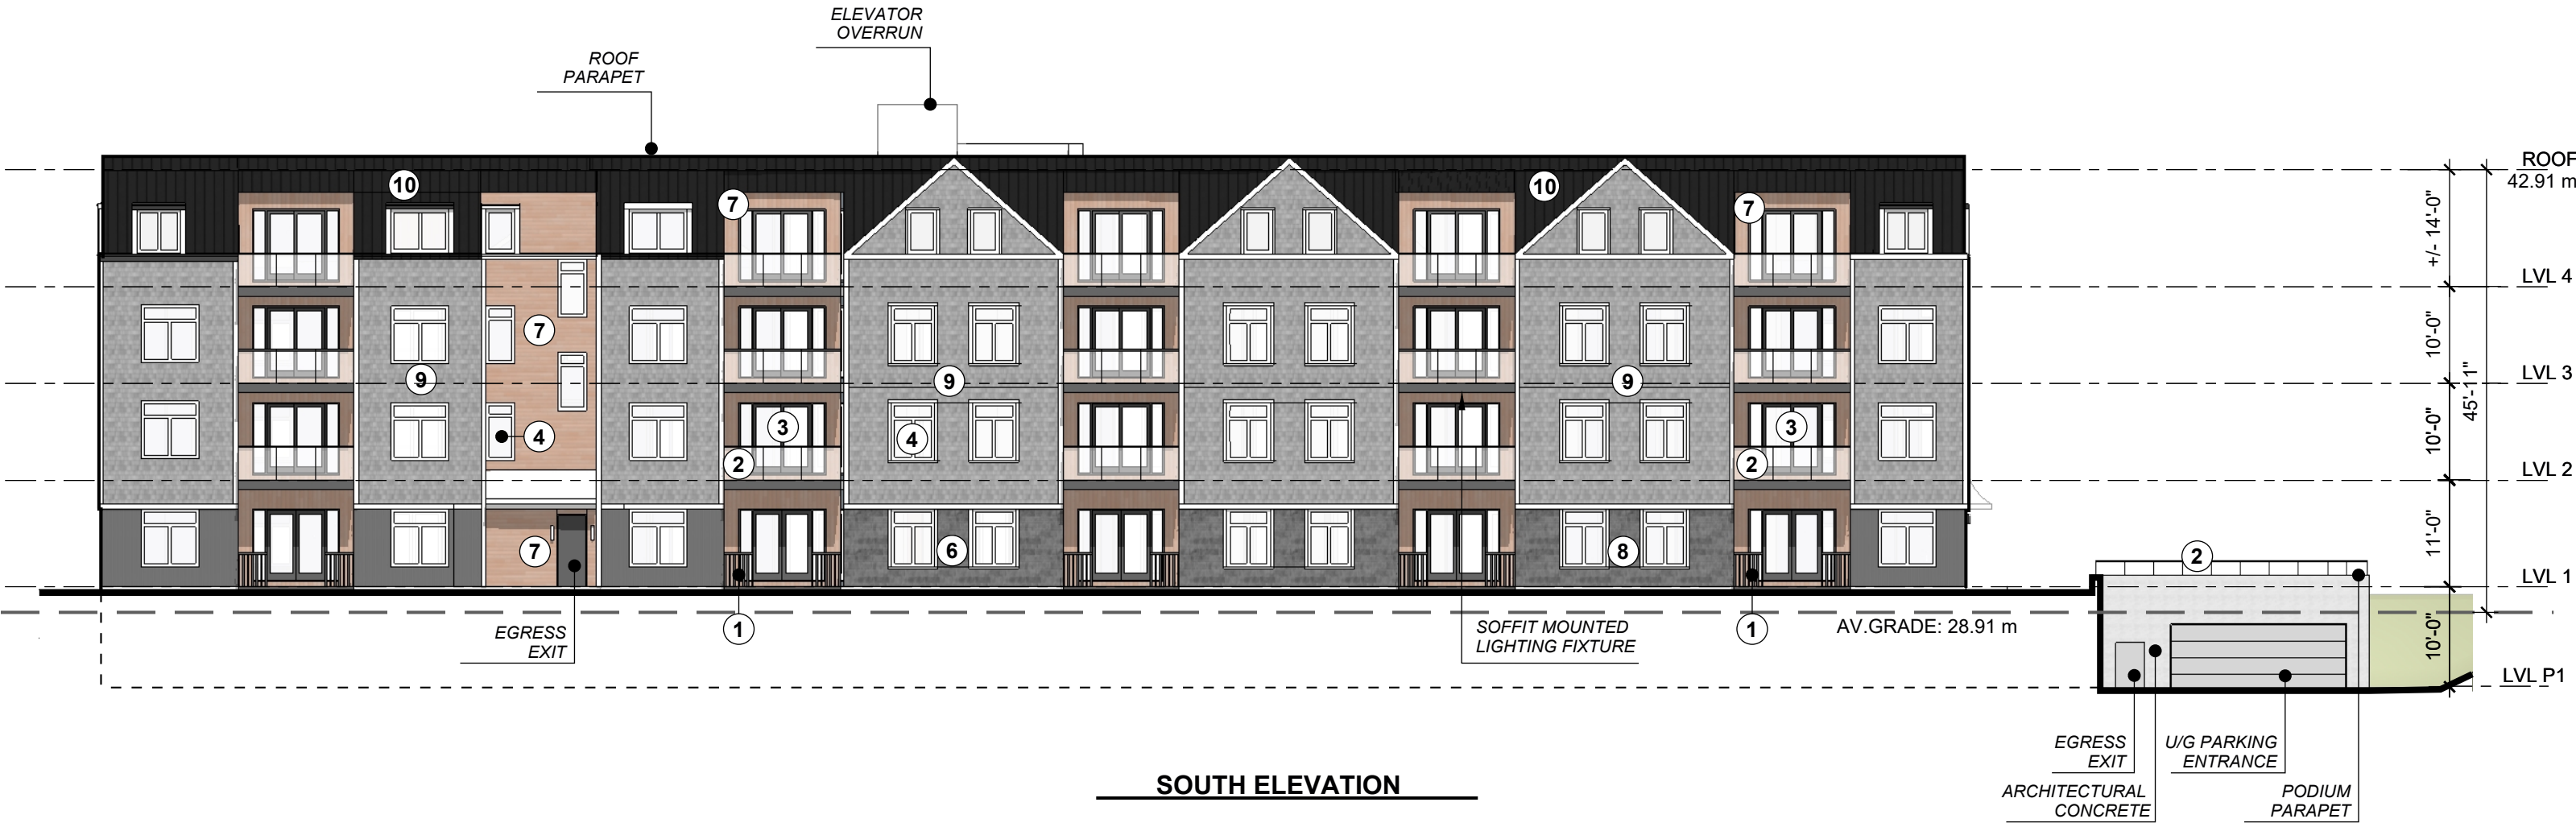 ELEVATOR
OVERRUN
ROOF
PARAPET
ROOF
42.91 m
10
10
7
7
+/- 14'-0"
LVL 4
7
10'-0"
9
9
9
LVL 3
45'-11"
4
3
4
3
10'-0"
2
2
LVL 2
7
6
8
11'-0"
2
LVL 1
1
1
EGRESS
EXIT
SOFFIT MOUNTED
LIGHTING FIXTURE
AV.GRADE: 28.91 m
10'-0"
LVL P1
EGRESS
EXIT
U/G PARKING
ENTRANCE
ARCHITECTURAL
CONCRETE
PODIUM
PARAPET
SOUTH ELEVATION